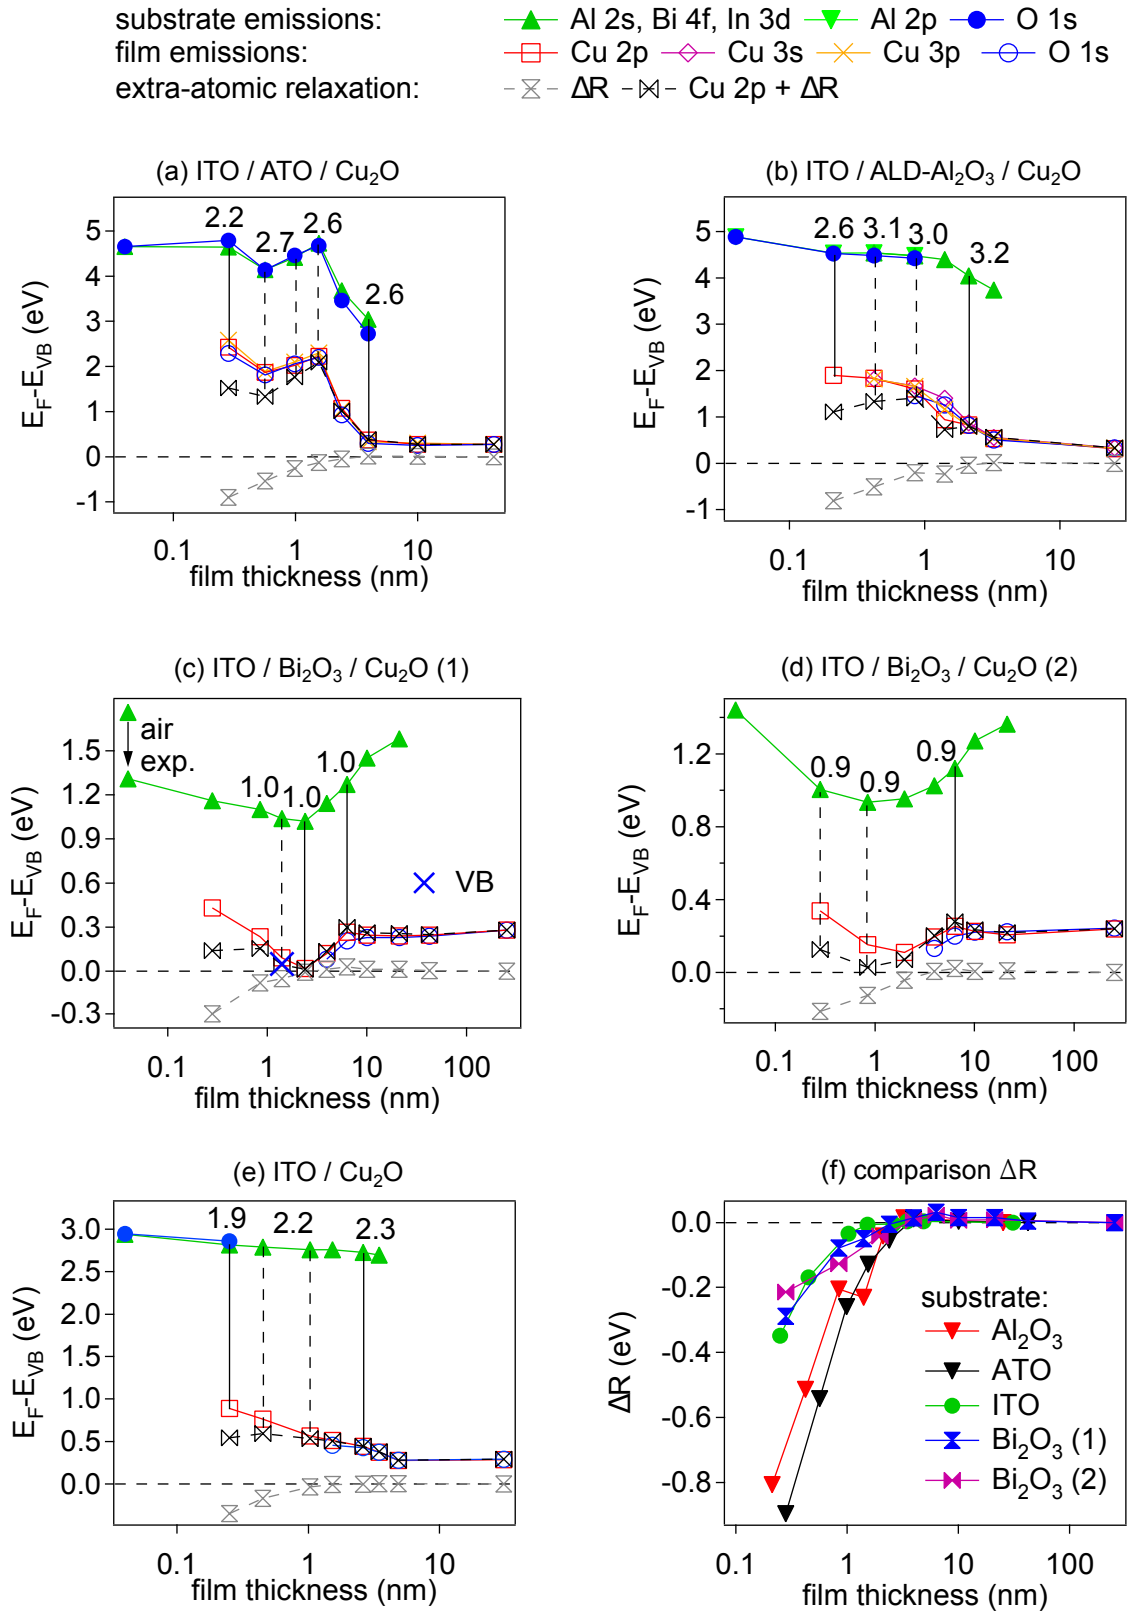 substrate emissions: Al 2s, Bi 4f, In 3d Al 2p O 1s
film emissions: Cu 2p Cu 3s Cu 3p O 1s
extra-atomic relaxation: ΔR Cu 2p + ΔR
(a) ITO / ATO / Cu₂O
E_F-E_VB (eV)
5
4
3
2
1
0
-1
2.2
2.7
2.6
2.6
0.1 1 10
film thickness (nm)
(b) ITO / ALD-Al₂O₃ / Cu₂O
E_F-E_VB (eV)
5
4
3
2
1
0
-1
2.6 3.1 3.0
3.2
0.1 1 10
film thickness (nm)
(c) ITO / Bi₂O₃ / Cu₂O (1)
E_F-E_VB (eV)
1.5
1.2
0.9
0.6
0.3
0.0
-0.3
air
exp.
1.0 1.0 1.0
VB
0.1 1 10 100
film thickness (nm)
(d) ITO / Bi₂O₃ / Cu₂O (2)
E_F-E_VB (eV)
1.2
0.8
0.4
0.0
0.9 0.9 0.9
0.1 1 10 100
film thickness (nm)
(e) ITO / Cu₂O
E_F-E_VB (eV)
3.0
2.5
2.0
1.5
1.0
0.5
0.0
1.9 2.2 2.3
0.1 1 10
film thickness (nm)
(f) comparison ΔR
ΔR (eV)
0.0
-0.2
-0.4
-0.6
-0.8
substrate:
Al₂O₃
ATO
ITO
Bi₂O₃ (1)
Bi₂O₃ (2)
0.1 1 10 100
film thickness (nm)